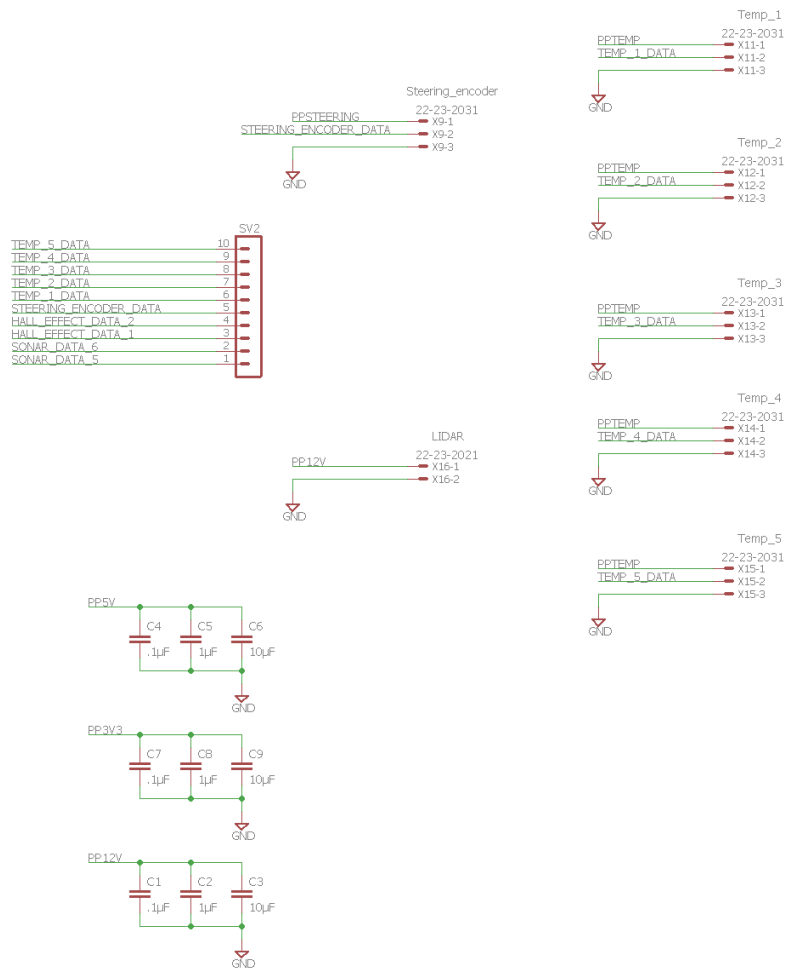 Temp_1
22-23-2031
PPTEMP
X11-1
TEMP_1_DATA
X11-2
X11-3
GND
Steering_encoder
22-23-2031
PPSTEERING
X9-1
STEERING_ENCODER_DATA
X9-2
X9-3
GND
Temp_2
22-23-2031
PPTEMP
X12-1
TEMP_2_DATA
X12-2
X12-3
GND
SV2
TEMP_5_DATA 10
TEMP_4_DATA 9
TEMP_3_DATA 8
TEMP_2_DATA 7
TEMP_1_DATA 6
STEERING_ENCODER_DATA 5
HALL_EFFECT_DATA_2 4
HALL_EFFECT_DATA_1 3
SONAR_DATA_6 2
SONAR_DATA_5 1
Temp_3
22-23-2031
PPTEMP
X13-1
TEMP_3_DATA
X13-2
X13-3
GND
Temp_4
22-23-2031
PPTEMP
X14-1
TEMP_4_DATA
X14-2
X14-3
GND
LIDAR
22-23-2021
PP12V
X16-1
X16-2
GND
Temp_5
22-23-2031
PPTEMP
X15-1
TEMP_5_DATA
X15-2
X15-3
GND
PP5V
C4 C5 C6
.1µF 1µF 10µF
GND
PP3V3
C7 C8 C9
.1µF 1µF 10µF
GND
PP12V
C1 C2 C3
.1µF 1µF 10µF
GND